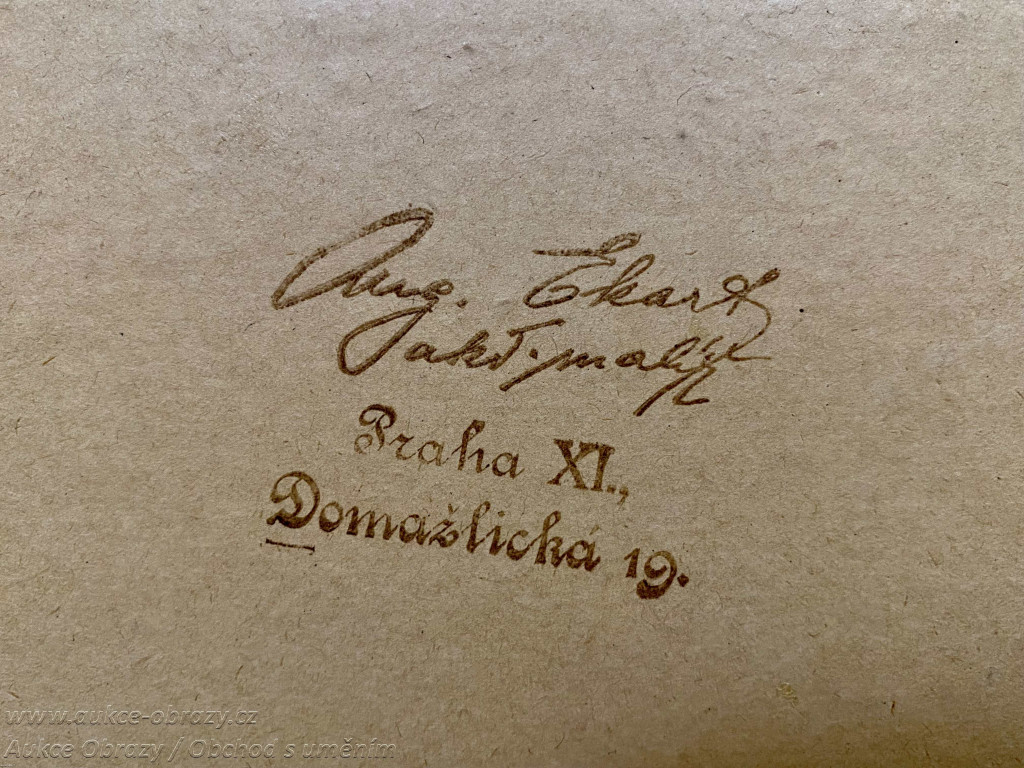 Aug. Ekart
akad. malíř
Praha XI.,
Domažlická 19.
www.aukce-obrazy.cz
Aukce Obrazy / Obchod s uměním